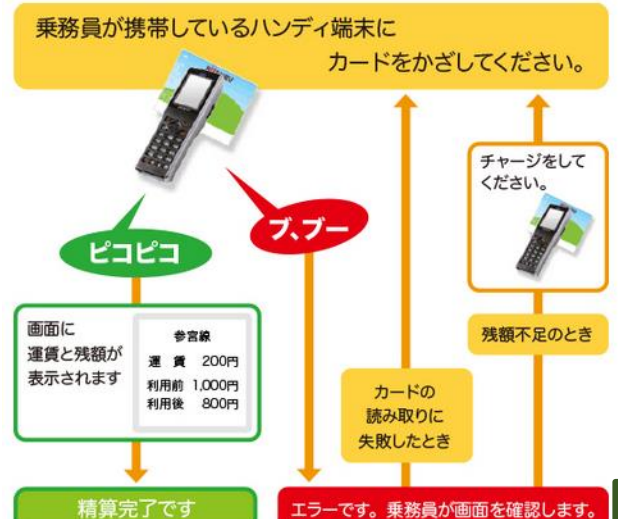 乗務員が携帯しているハンディ端末に
カードをかざしてください。
ピコピコ
ブ、ブー
チャージをして
ください。
画面に
運賃と残額が
表示されます
参宮線
運 賃 200円
利用前 1,000円
利用後 800円
残額不足のとき
カードの
読み取りに
失敗したとき
精算完了です
エラーです。乗務員が画面を確認します。